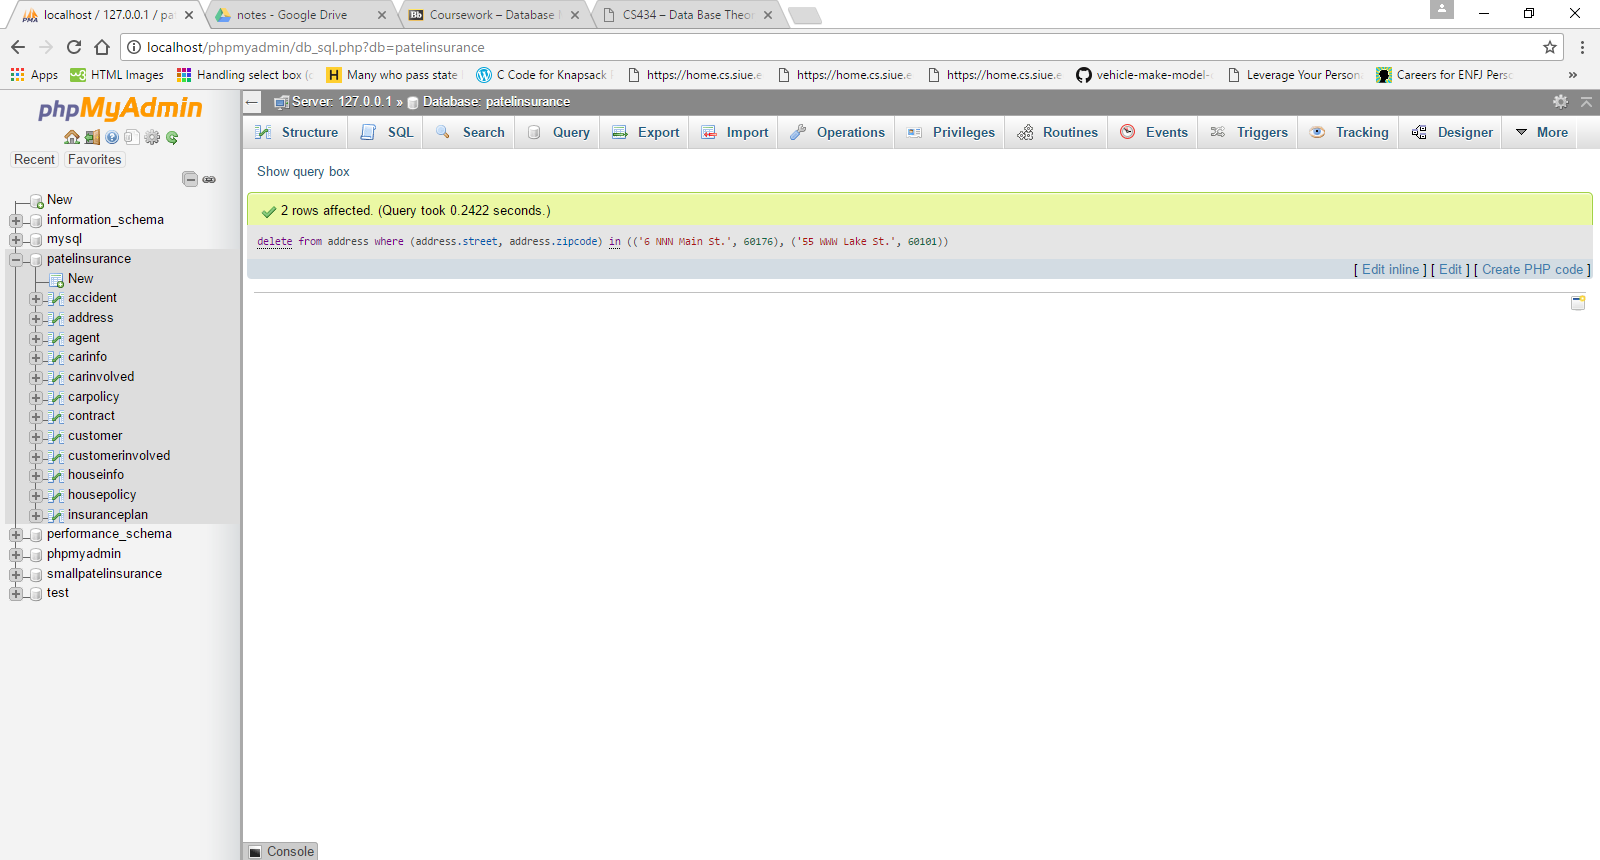 localhost / 127.0.0.1 / pat
notes - Google Drive
Coursework – Database
CS434 – Data Base Theor
localhost/phpmyadmin/db_sql.php?db=patelinsurance
Apps
HTML Images
Handling select box (c
Many who pass state
C Code for Knapsack
https://home.cs.siue.e
https://home.cs.siue.e
https://home.cs.siue.e
vehicle-make-model-
Leverage Your Persona
Careers for ENFJ Perso
»
phpMyAdmin
Recent
Favorites
New
information_schema
mysql
patelinsurance
New
accident
address
agent
carinfo
carinvolved
carpolicy
contract
customer
customerinvolved
houseinfo
housepolicy
insuranceplan
performance_schema
phpmyadmin
smallpatelinsurance
test
Server: 127.0.0.1 » Database: patelinsurance
Structure
SQL
Search
Query
Export
Import
Operations
Privileges
Routines
Events
Triggers
Tracking
Designer
More
Show query box
2 rows affected. (Query took 0.2422 seconds.)
delete from address where (address.street, address.zipcode) in (('6 NNN Main St.', 60176), ('55 WWW Lake St.', 60101))
[ Edit inline ] [ Edit ] [ Create PHP code ]
Console